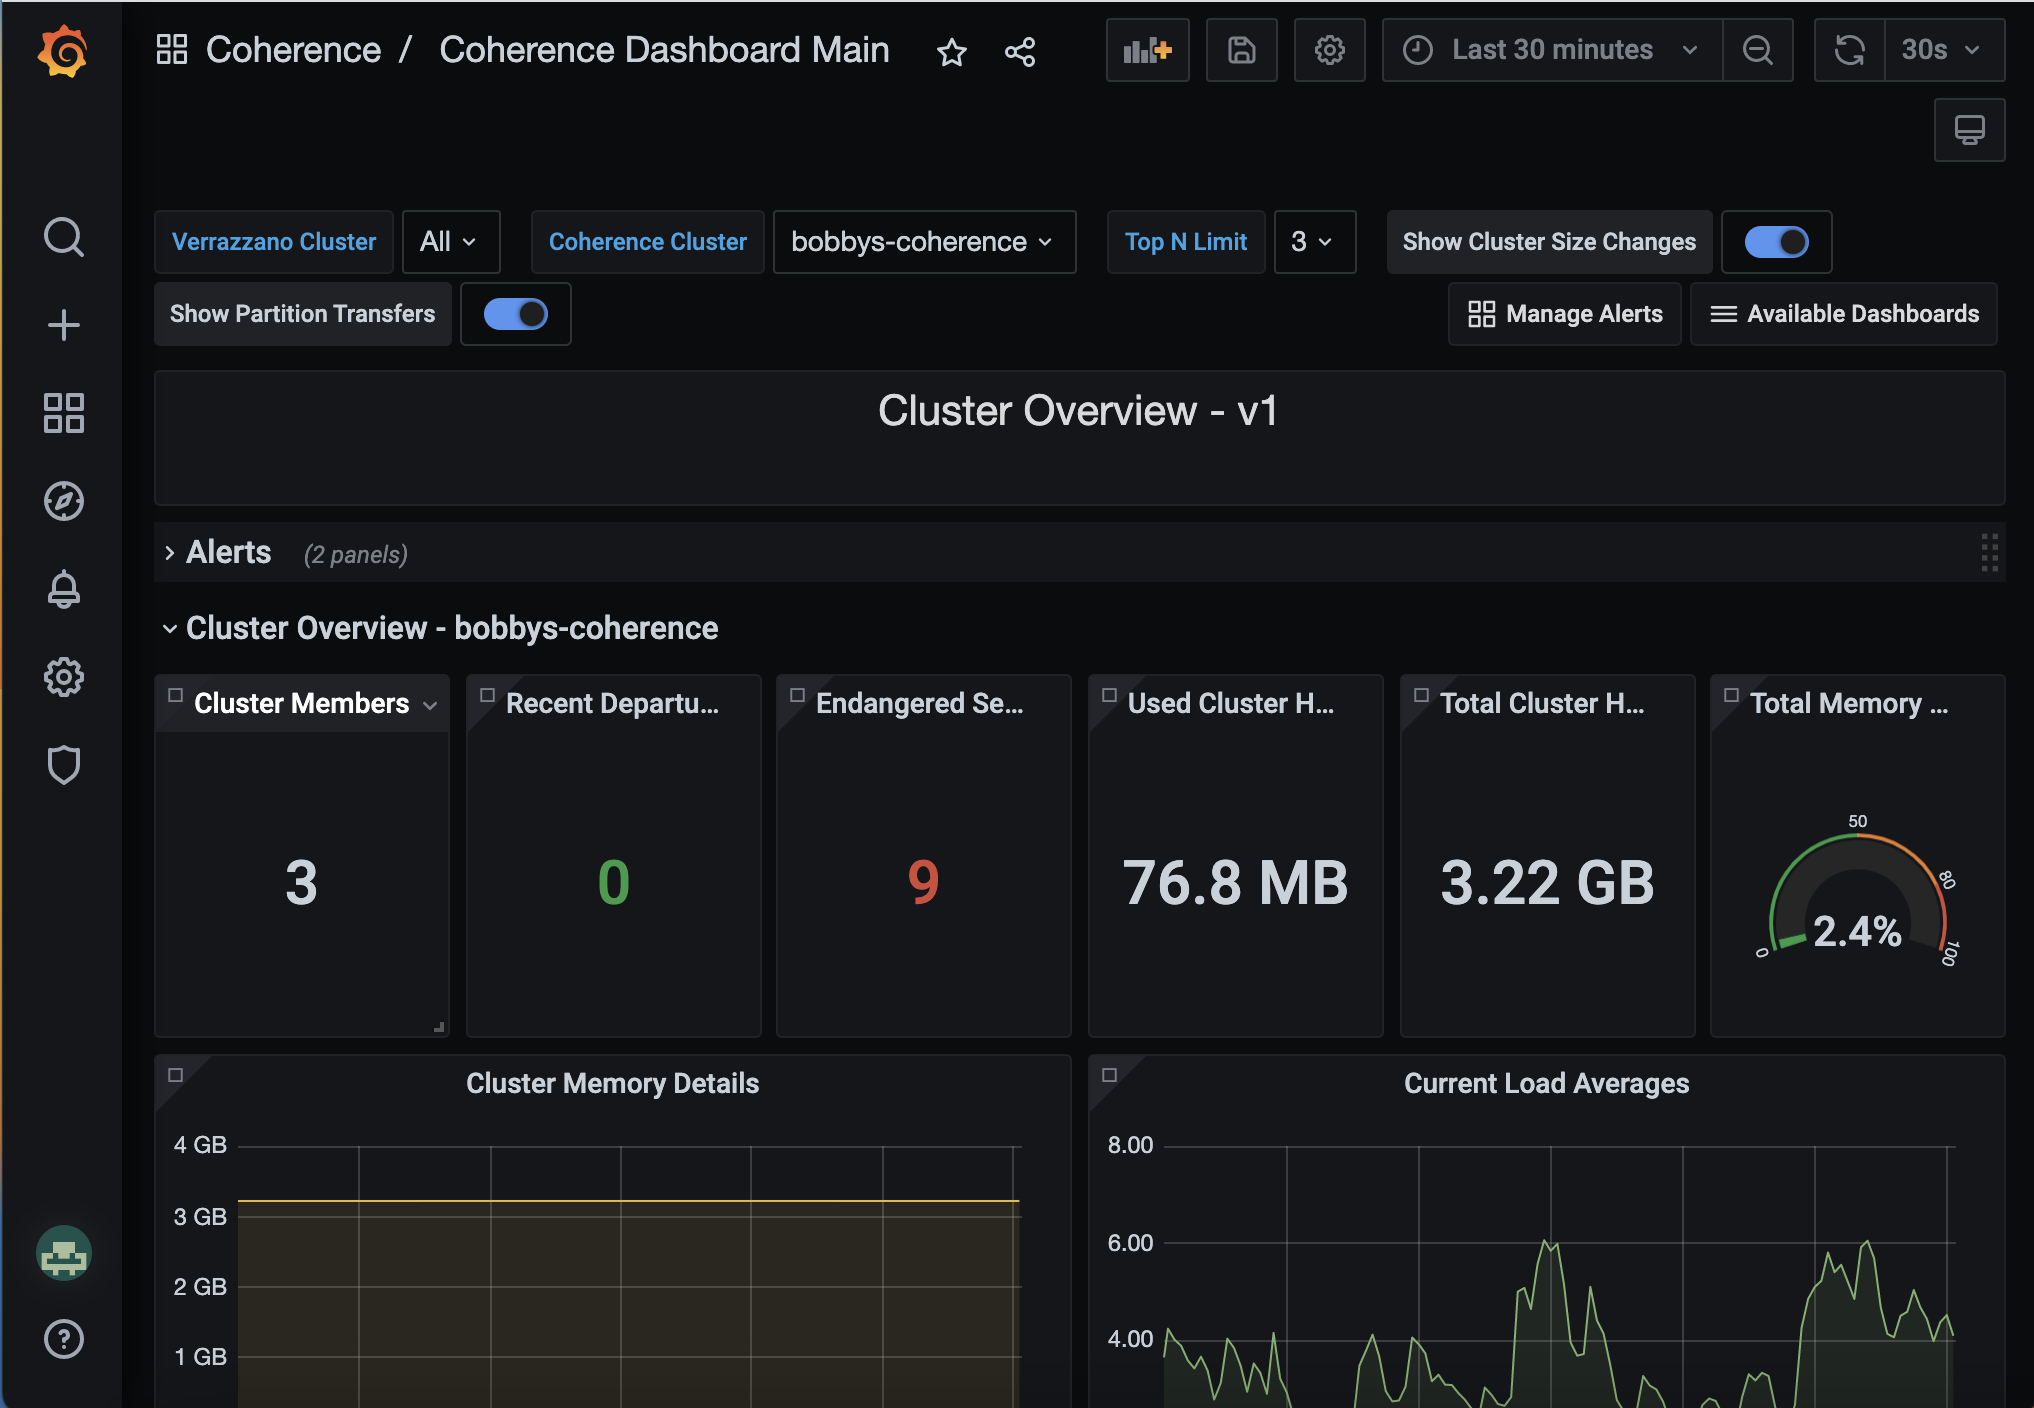 Coherence / Coherence Dashboard Main
Last 30 minutes
30s
Verrazzano Cluster All Coherence Cluster bobbys-coherence Top N Limit 3 Show Cluster Size Changes
Show Partition Transfers Manage Alerts Available Dashboards
Cluster Overview - v1
Alerts (2 panels)
Cluster Overview - bobbys-coherence
Cluster Members
3
Recent Departu...
0
Endangered Se...
9
Used Cluster H...
76.8 MB
Total Cluster H...
3.22 GB
Total Memory ...
50
80
0
100
2.4%
Cluster Memory Details
4 GB
3 GB
2 GB
1 GB
Current Load Averages
8.00
6.00
4.00